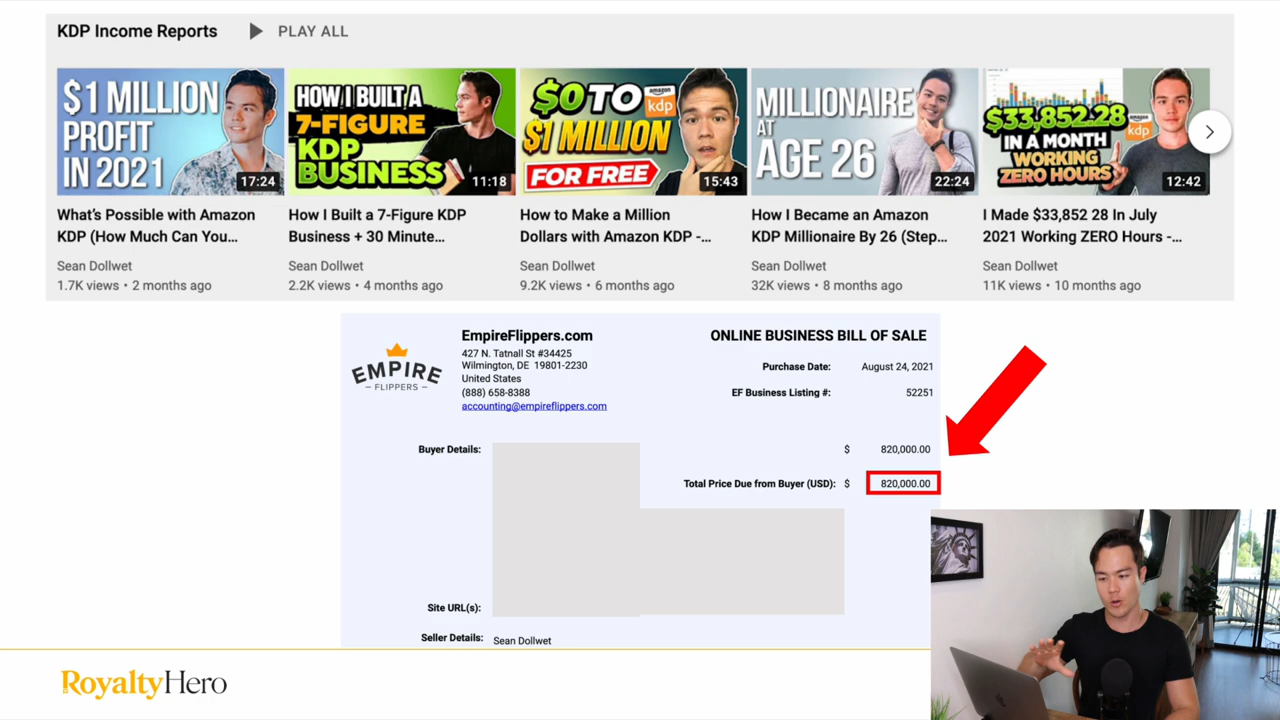 KDP Income Reports
PLAY ALL
$1 MILLION
PROFIT
IN 2021
17:24
HOW I BUILT A
7-FIGURE
KDP
BUSINESS
11:18
$0 TO
$1 MILLION
FOR FREE
amazon
kdp
15:43
MILLIONAIRE
AT
AGE 26
22:24
$33,852.28
IN A MONTH
WORKING
ZERO HOURS
kdp
12:42
What's Possible with Amazon
KDP (How Much Can You...
Sean Dollwet
1.7K views • 2 months ago
How I Built a 7-Figure KDP
Business + 30 Minute...
Sean Dollwet
2.2K views • 4 months ago
How to Make a Million
Dollars with Amazon KDP -...
Sean Dollwet
9.2K views • 6 months ago
How I Became an Amazon
KDP Millionaire By 26 (Step...
Sean Dollwet
32K views • 8 months ago
I Made $33,852 28 In July
2021 Working ZERO Hours -...
Sean Dollwet
11K views • 10 months ago
EMPIRE
FLIPPERS
EmpireFlippers.com
427 N. Tatnall St #34425
Wilmington, DE 19801-2230
United States
(888) 658-8388
accounting@empireflippers.com
ONLINE BUSINESS BILL OF SALE
Purchase Date: August 24, 2021
EF Business Listing #: 52251
Buyer Details:
$ 820,000.00
Total Price Due from Buyer (USD): $ 820,000.00
Site URL(s):
Seller Details: Sean Dollwet
RoyaltyHero